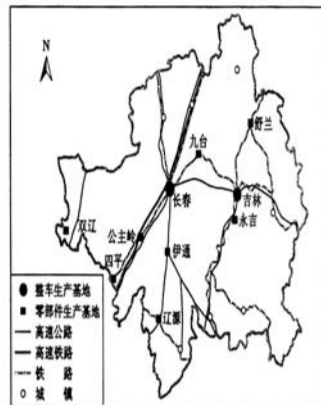 N
九台
舒兰
长春
吉林
永吉
双辽
公主岭
四平
伊通
辽源
整车生产基地
零部件生产基地
高速公路
高速铁路
铁 路
城 镇